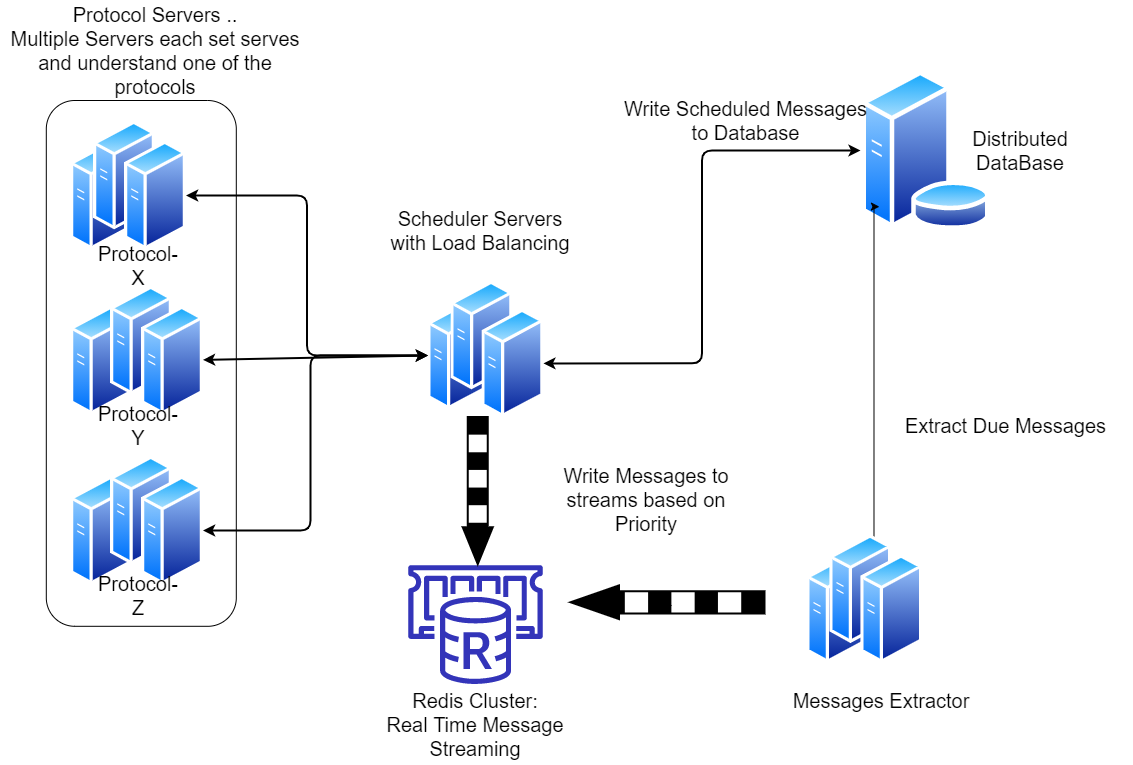 Protocol Servers ..
Multiple Servers each set serves
and understand one of the
protocols
Protocol-
X
Protocol-
Y
Protocol-
Z
Scheduler Servers
with Load Balancing
Write Scheduled Messages
to Database
Distributed
DataBase
Extract Due Messages
Write Messages to
streams based on
Priority
R
Redis Cluster:
Real Time Message
Streaming
Messages Extractor